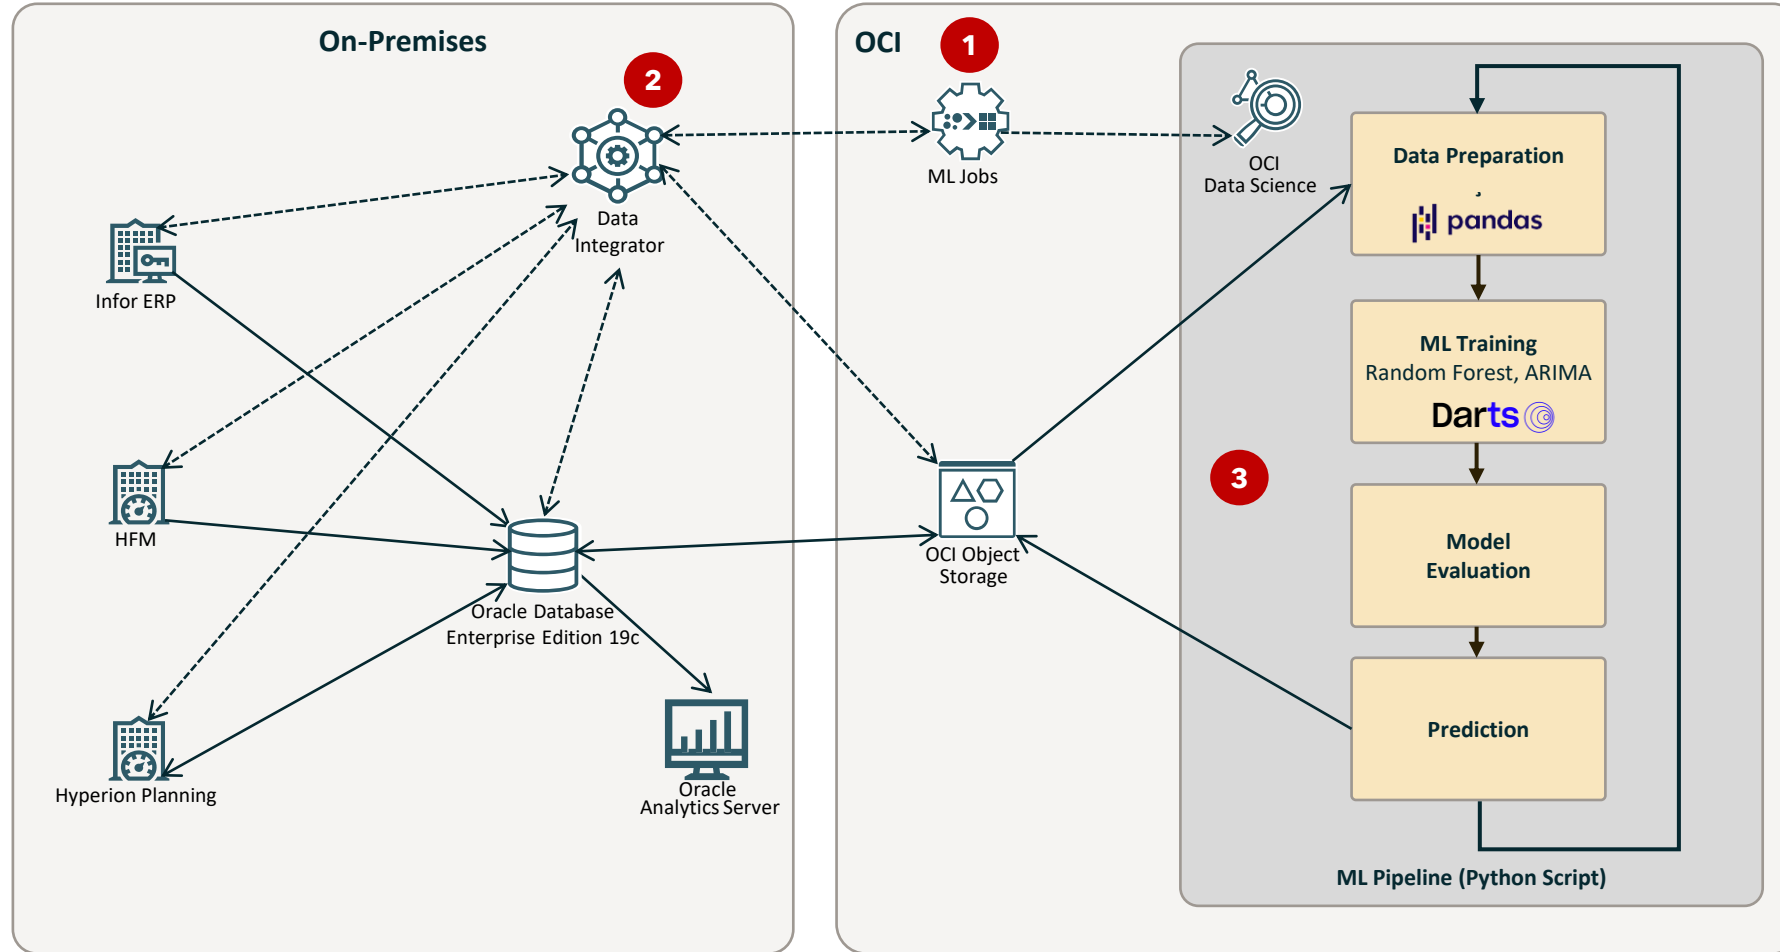 On-Premises
2
Data
Integrator
Infor ERP
HFM
Hyperion Planning
Oracle Database
Enterprise Edition 19c
Oracle
Analytics Server
OCI
1
ML Jobs
OCI Object
Storage
OCI
Data Science
3
Data Preparation
,
pandas
ML Training
Random Forest, ARIMA
Darts
Model
Evaluation
Prediction
ML Pipeline (Python Script)